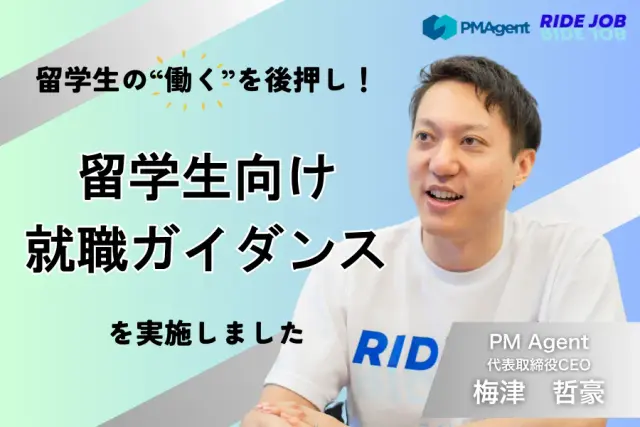 PMAgent RIDE JOB
留学生の“働く”を後押し！
留学生向け
就職ガイダンス
を実施しました
RID
PM Agent
代表取締役CEO
梅津　哲豪